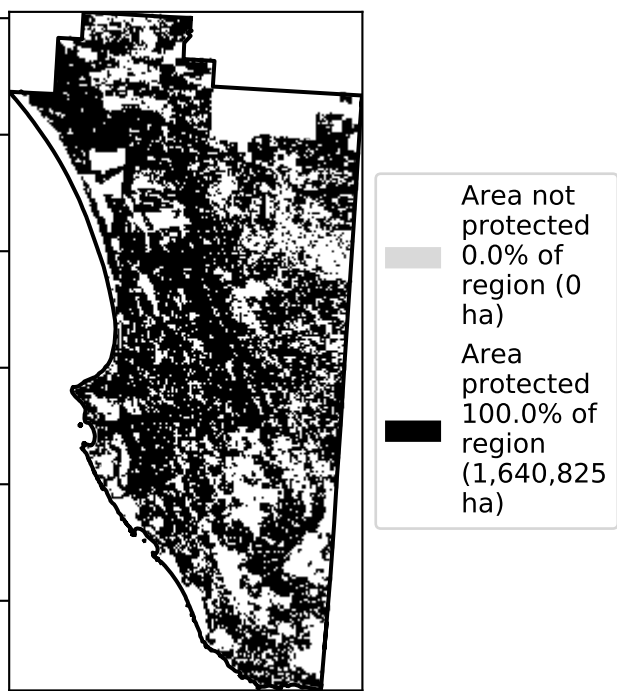 Area not
protected
0.0% of
region (0
ha)
Area
protected
100.0% of
region
(1,640,825
ha)